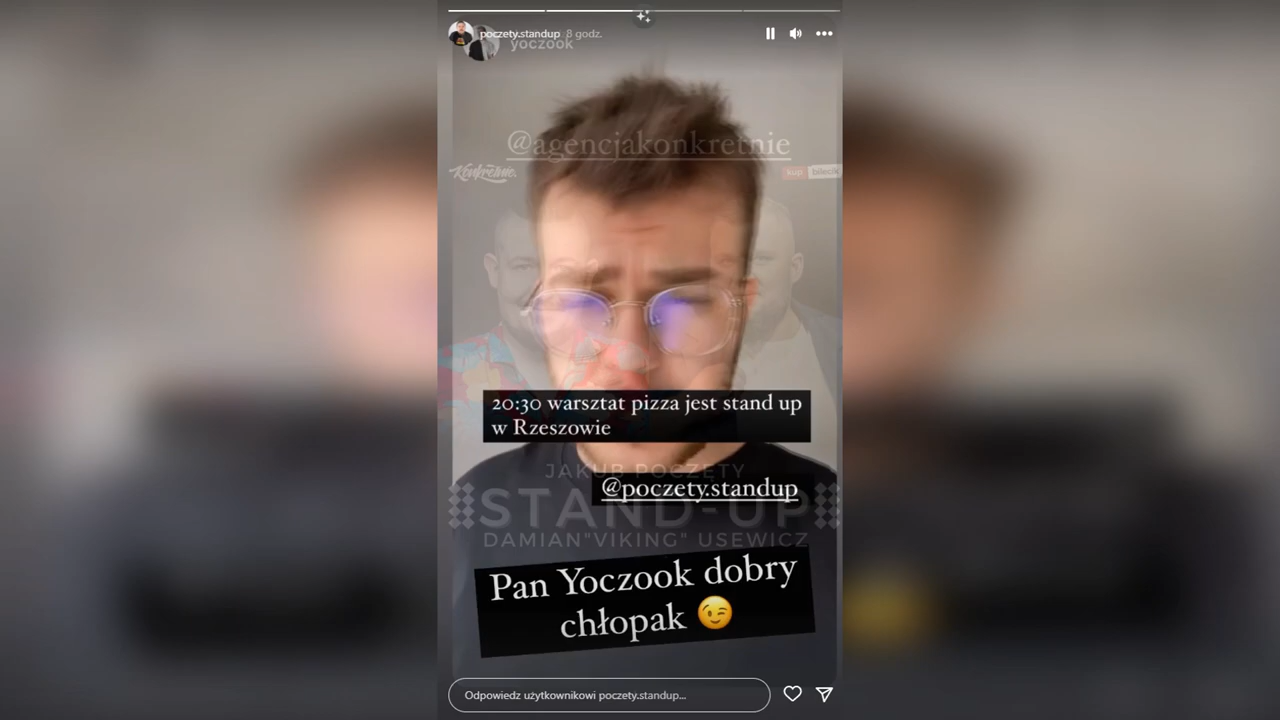 poczety.standup 8 godz.
yoczook
@agencjakonkretnie
Konkretnie.
kup bilecik
20:30 warsztat pizza jest stand up
w Rzeszowie
JAKUB POCZĘTY
@poczety.standup
STAND-UP
DAMIAN"VIKING" USEWICZ
Pan Yoczook dobry
chłopak 😉
Odpowiedz użytkownikowi poczety.standup...